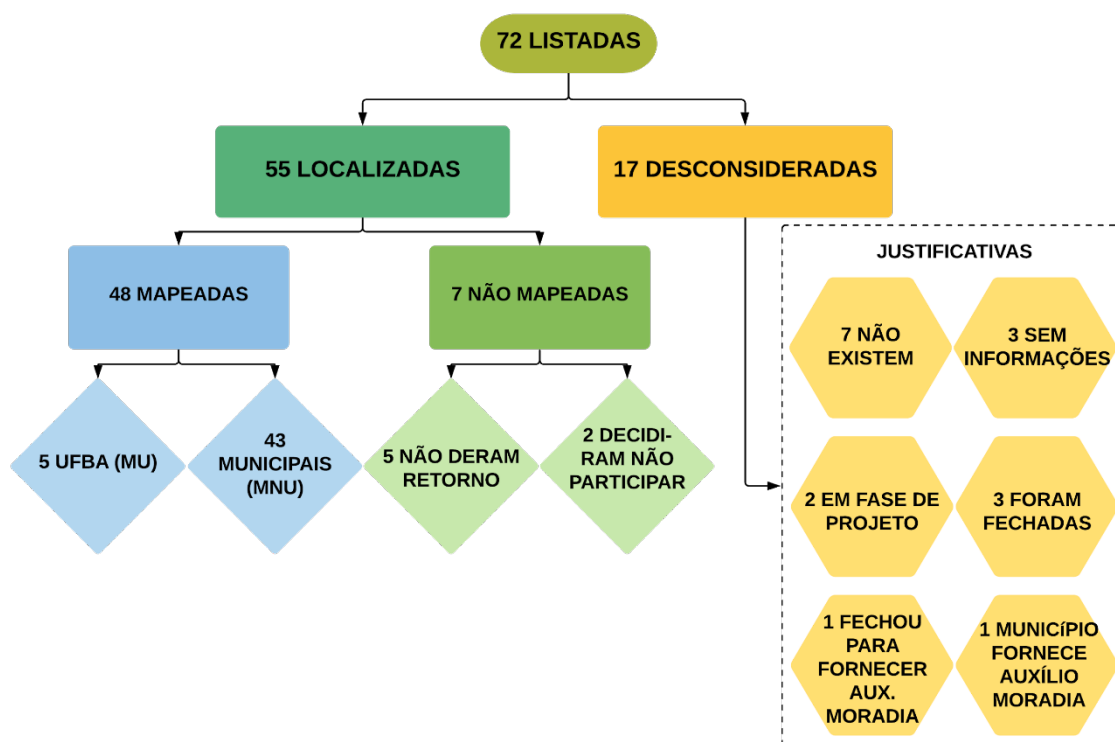 72 LISTADAS
55 LOCALIZADAS
17 DESCONSIDERADAS
48 MAPEADAS
7 NÃO MAPEADAS
5 UFBA (MU)
43
MUNICIPAIS
(MNU)
5 NÃO DERAM
RETORNO
2 DECIDI-
RAM NÃO
PARTICIPAR
JUSTIFICATIVAS
7 NÃO
EXISTEM
3 SEM
INFORMAÇÕES
2 EM FASE DE
PROJETO
3 FORAM
FECHADAS
1 FECHOU
PARA
FORNECER
AUX.
MORADIA
1 MUNICíPIO
FORNECE
AUXÍLIO
MORADIA